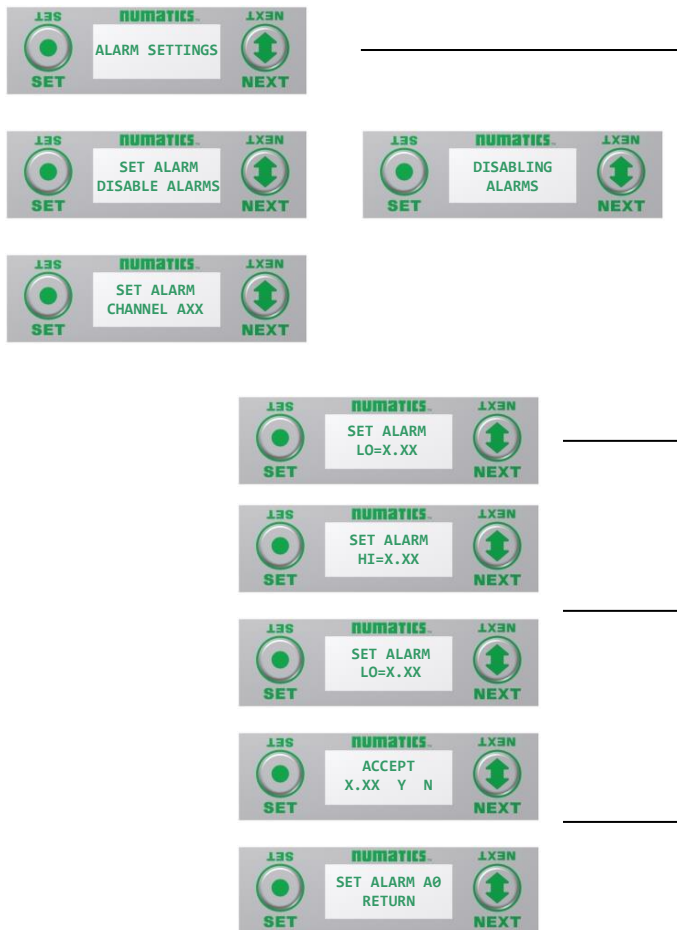 SET numatics NEXT
ALARM SETTINGS
SET NEXT
SET numatics NEXT
SET ALARM
DISABLE ALARMS
SET NEXT
SET numatics NEXT
DISABLING
ALARMS
SET NEXT
SET numatics NEXT
SET ALARM
CHANNEL AXX
SET NEXT
SET numatics NEXT
SET ALARM
LO=X.XX
SET NEXT
SET numatics NEXT
SET ALARM
HI=X.XX
SET NEXT
SET numatics NEXT
SET ALARM
LO=X.XX
SET NEXT
SET numatics NEXT
ACCEPT
X.XX Y N
SET NEXT
SET numatics NEXT
SET ALARM A0
RETURN
SET NEXT